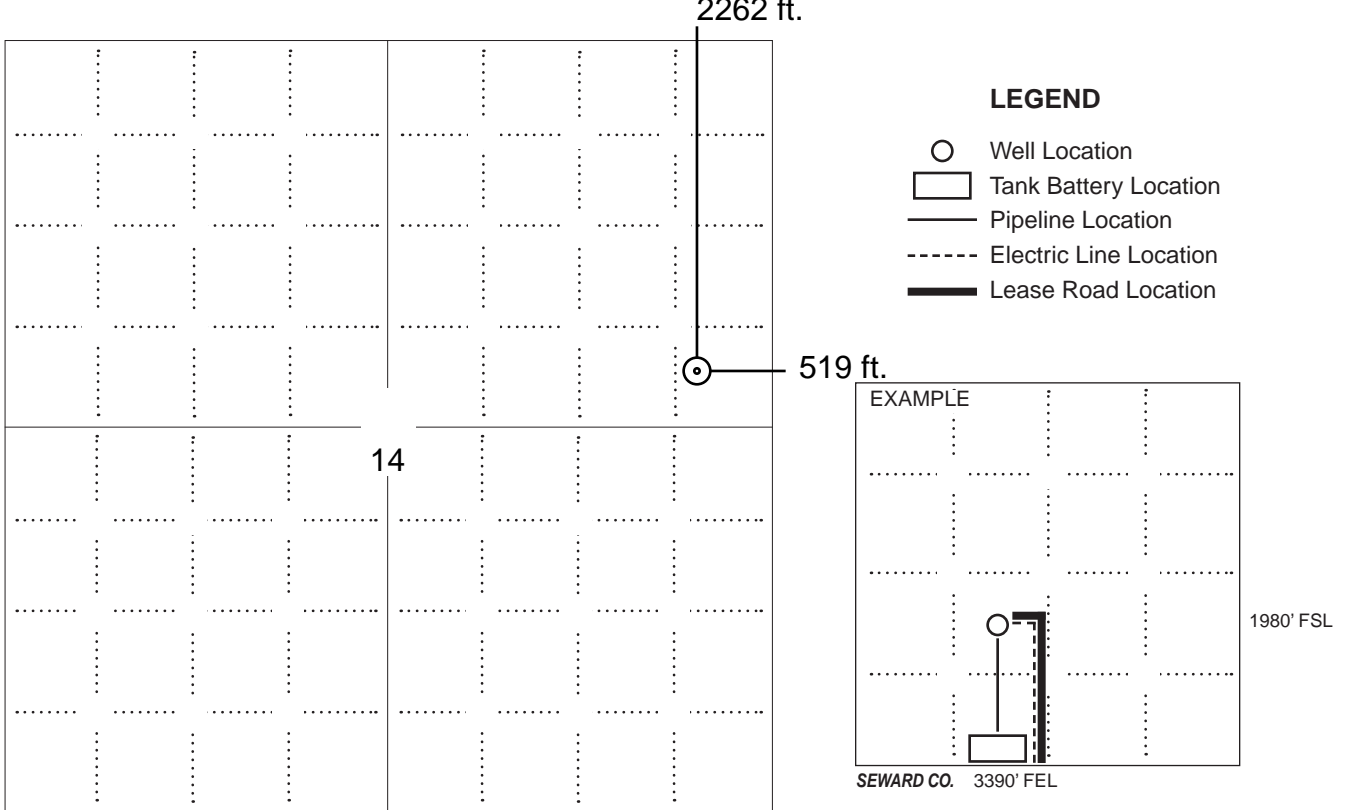 2262 ft.
LEGEND
Well Location
Tank Battery Location
Pipeline Location
Electric Line Location
Lease Road Location
519 ft.
EXAMPLE
14
1980' FSL
SEWARD CO. 3390' FEL